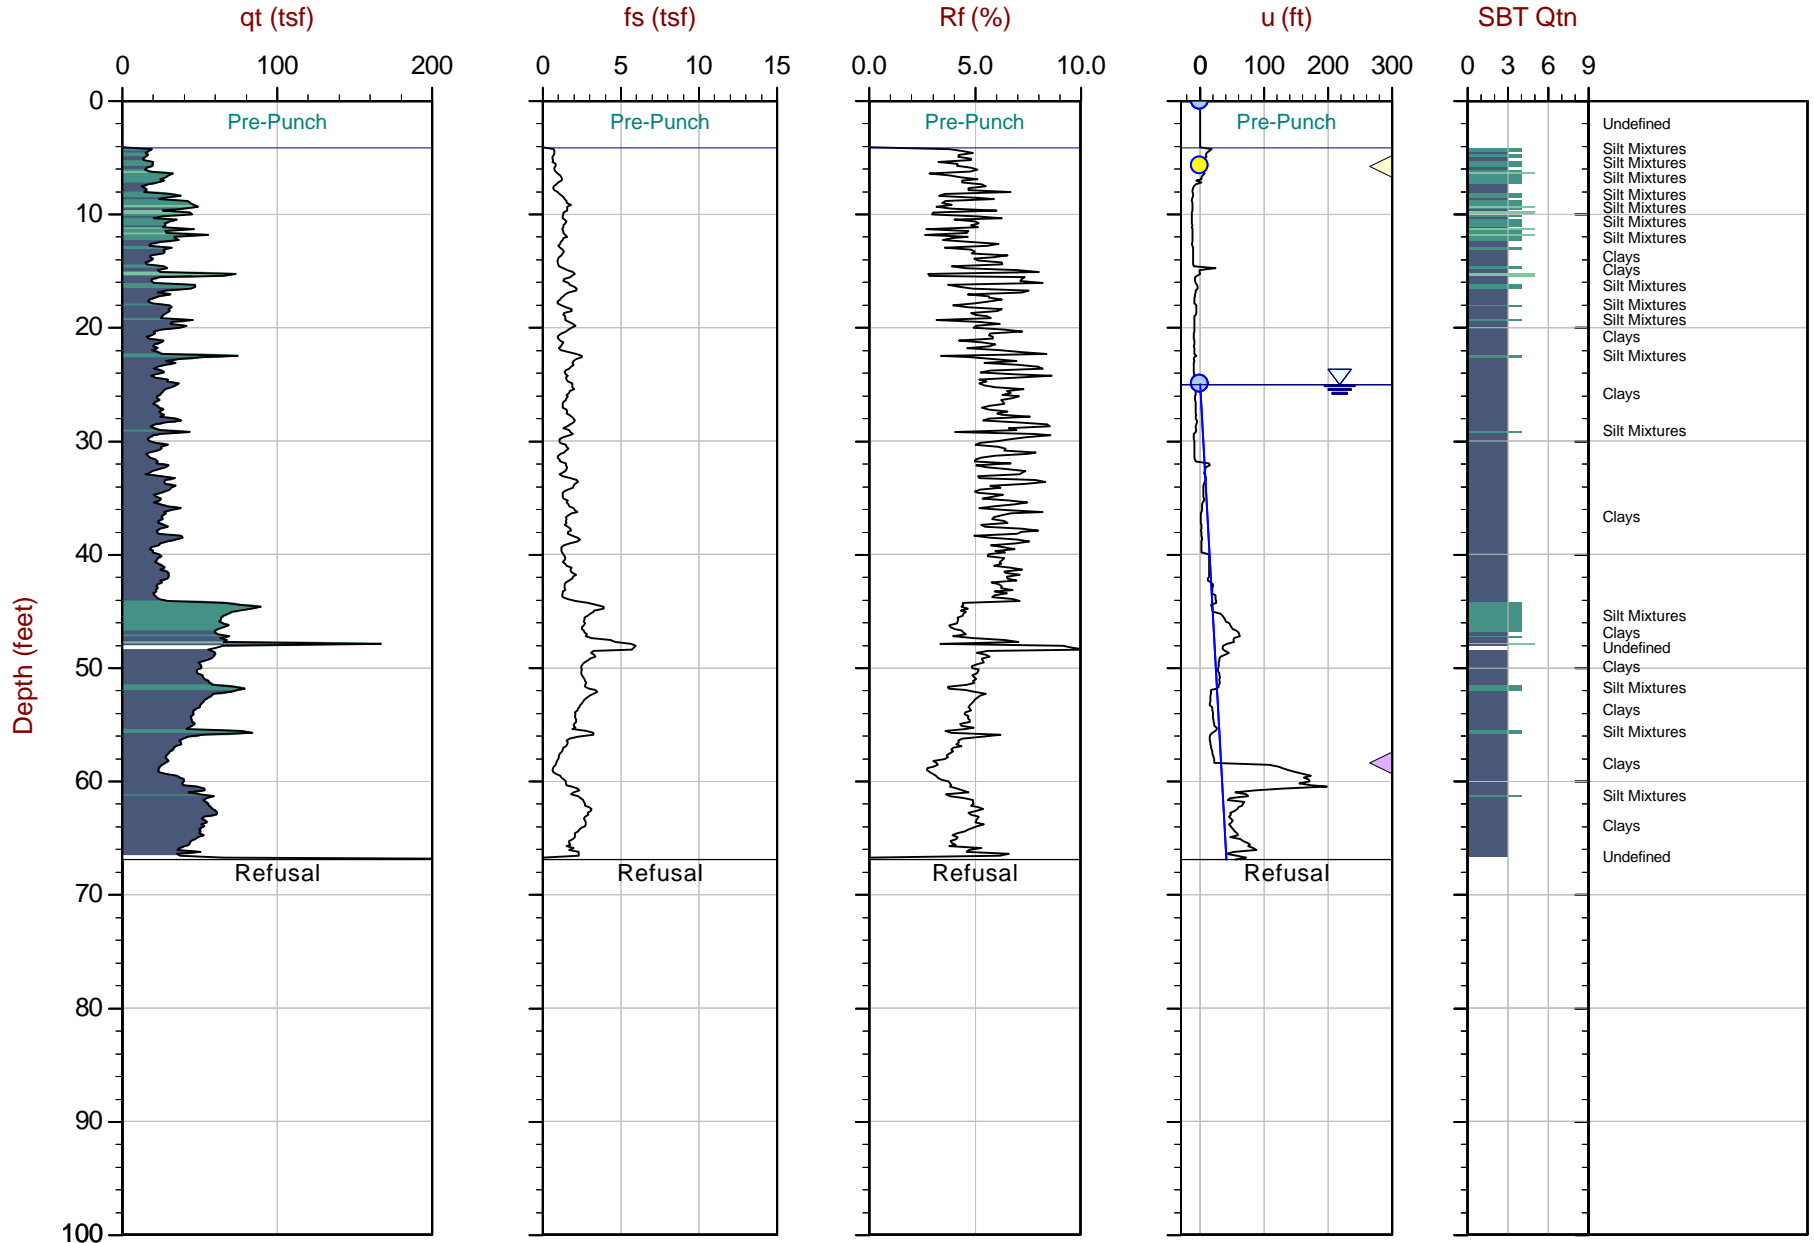 qt (tsf) fs (tsf) Rf (%) u (ft) SBT Qtn
0 100 200 0 5 10 15 0.0 5.0 10.0 0 100 200 300 0 3 6 9
0
Pre-Punch Pre-Punch Pre-Punch Pre-Punch Undefined
Silt Mixtures
Silt Mixtures
Silt Mixtures
Silt Mixtures
Silt Mixtures
10
Silt Mixtures
Silt Mixtures
Clays
Clays
Silt Mixtures
Silt Mixtures
Silt Mixtures
20
Clays
Silt Mixtures
Clays
Silt Mixtures
30
Clays
40
Silt Mixtures
Clays
Undefined
50
Clays
Silt Mixtures
Clays
Silt Mixtures
Clays
60
Silt Mixtures
Clays
Undefined
Refusal Refusal Refusal Refusal
70
80
90
100
Depth (feet)